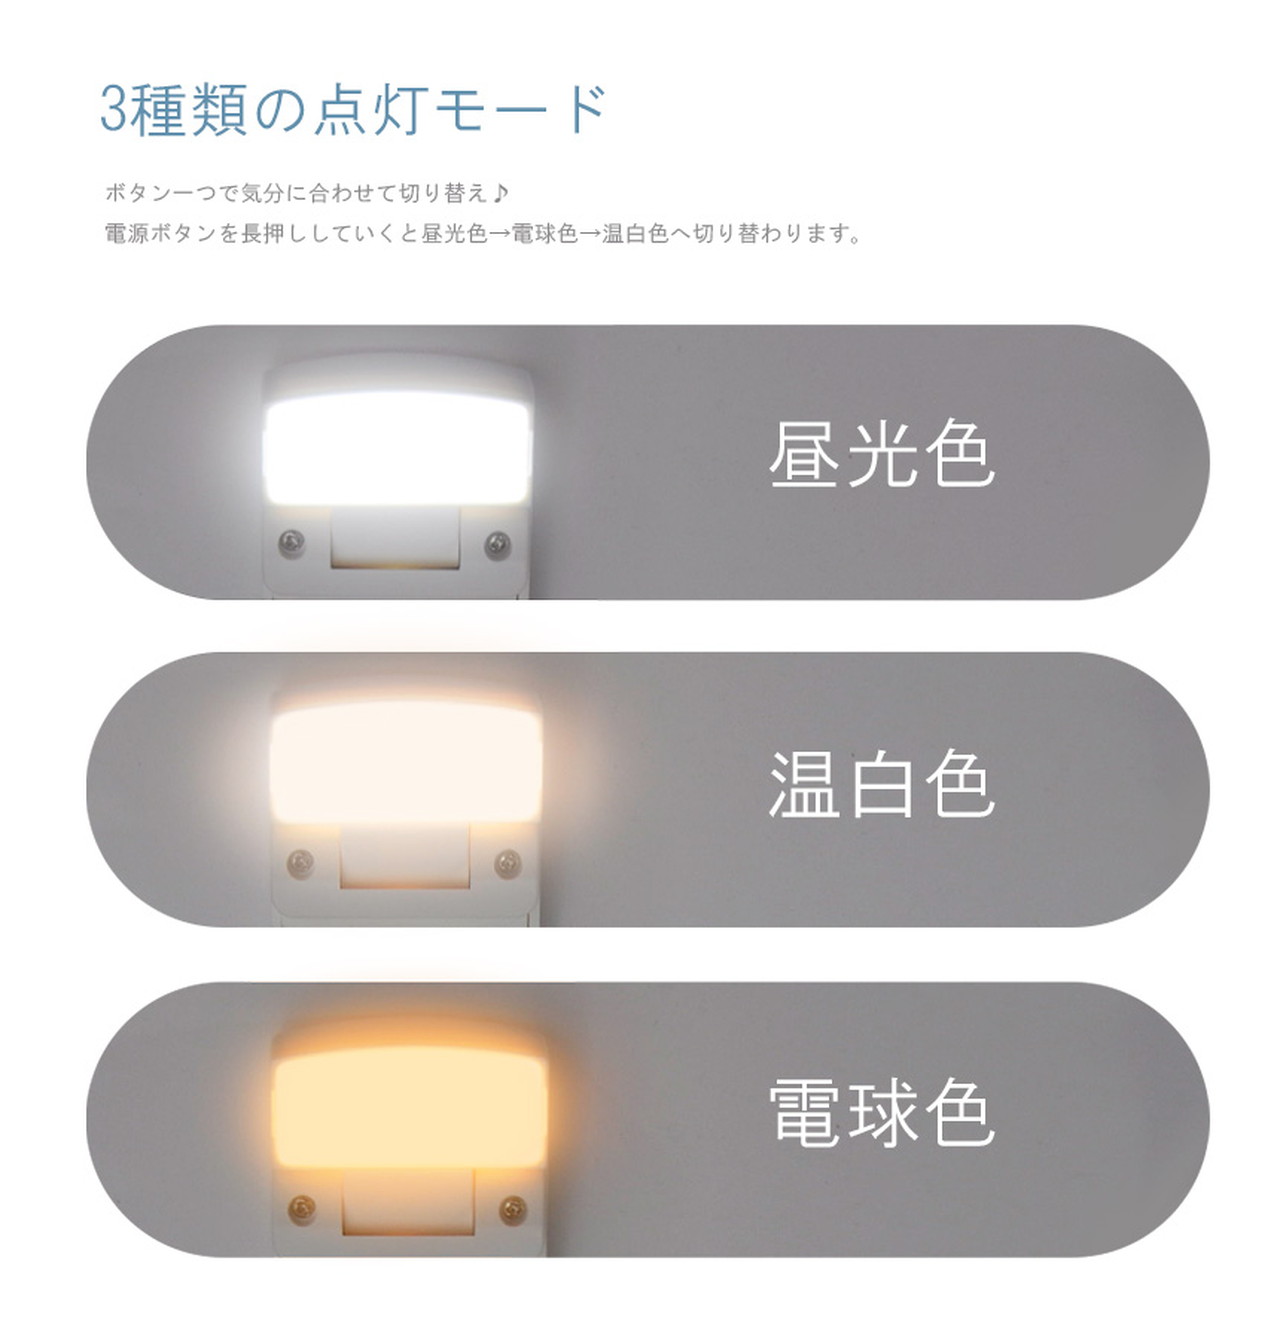 3種類の点灯モード
ボタン一つで気分に合わせて切り替え♪
電源ボタンを長押ししていくと昼光色→電球色→温白色へ切り替わります。
昼光色
温白色
電球色